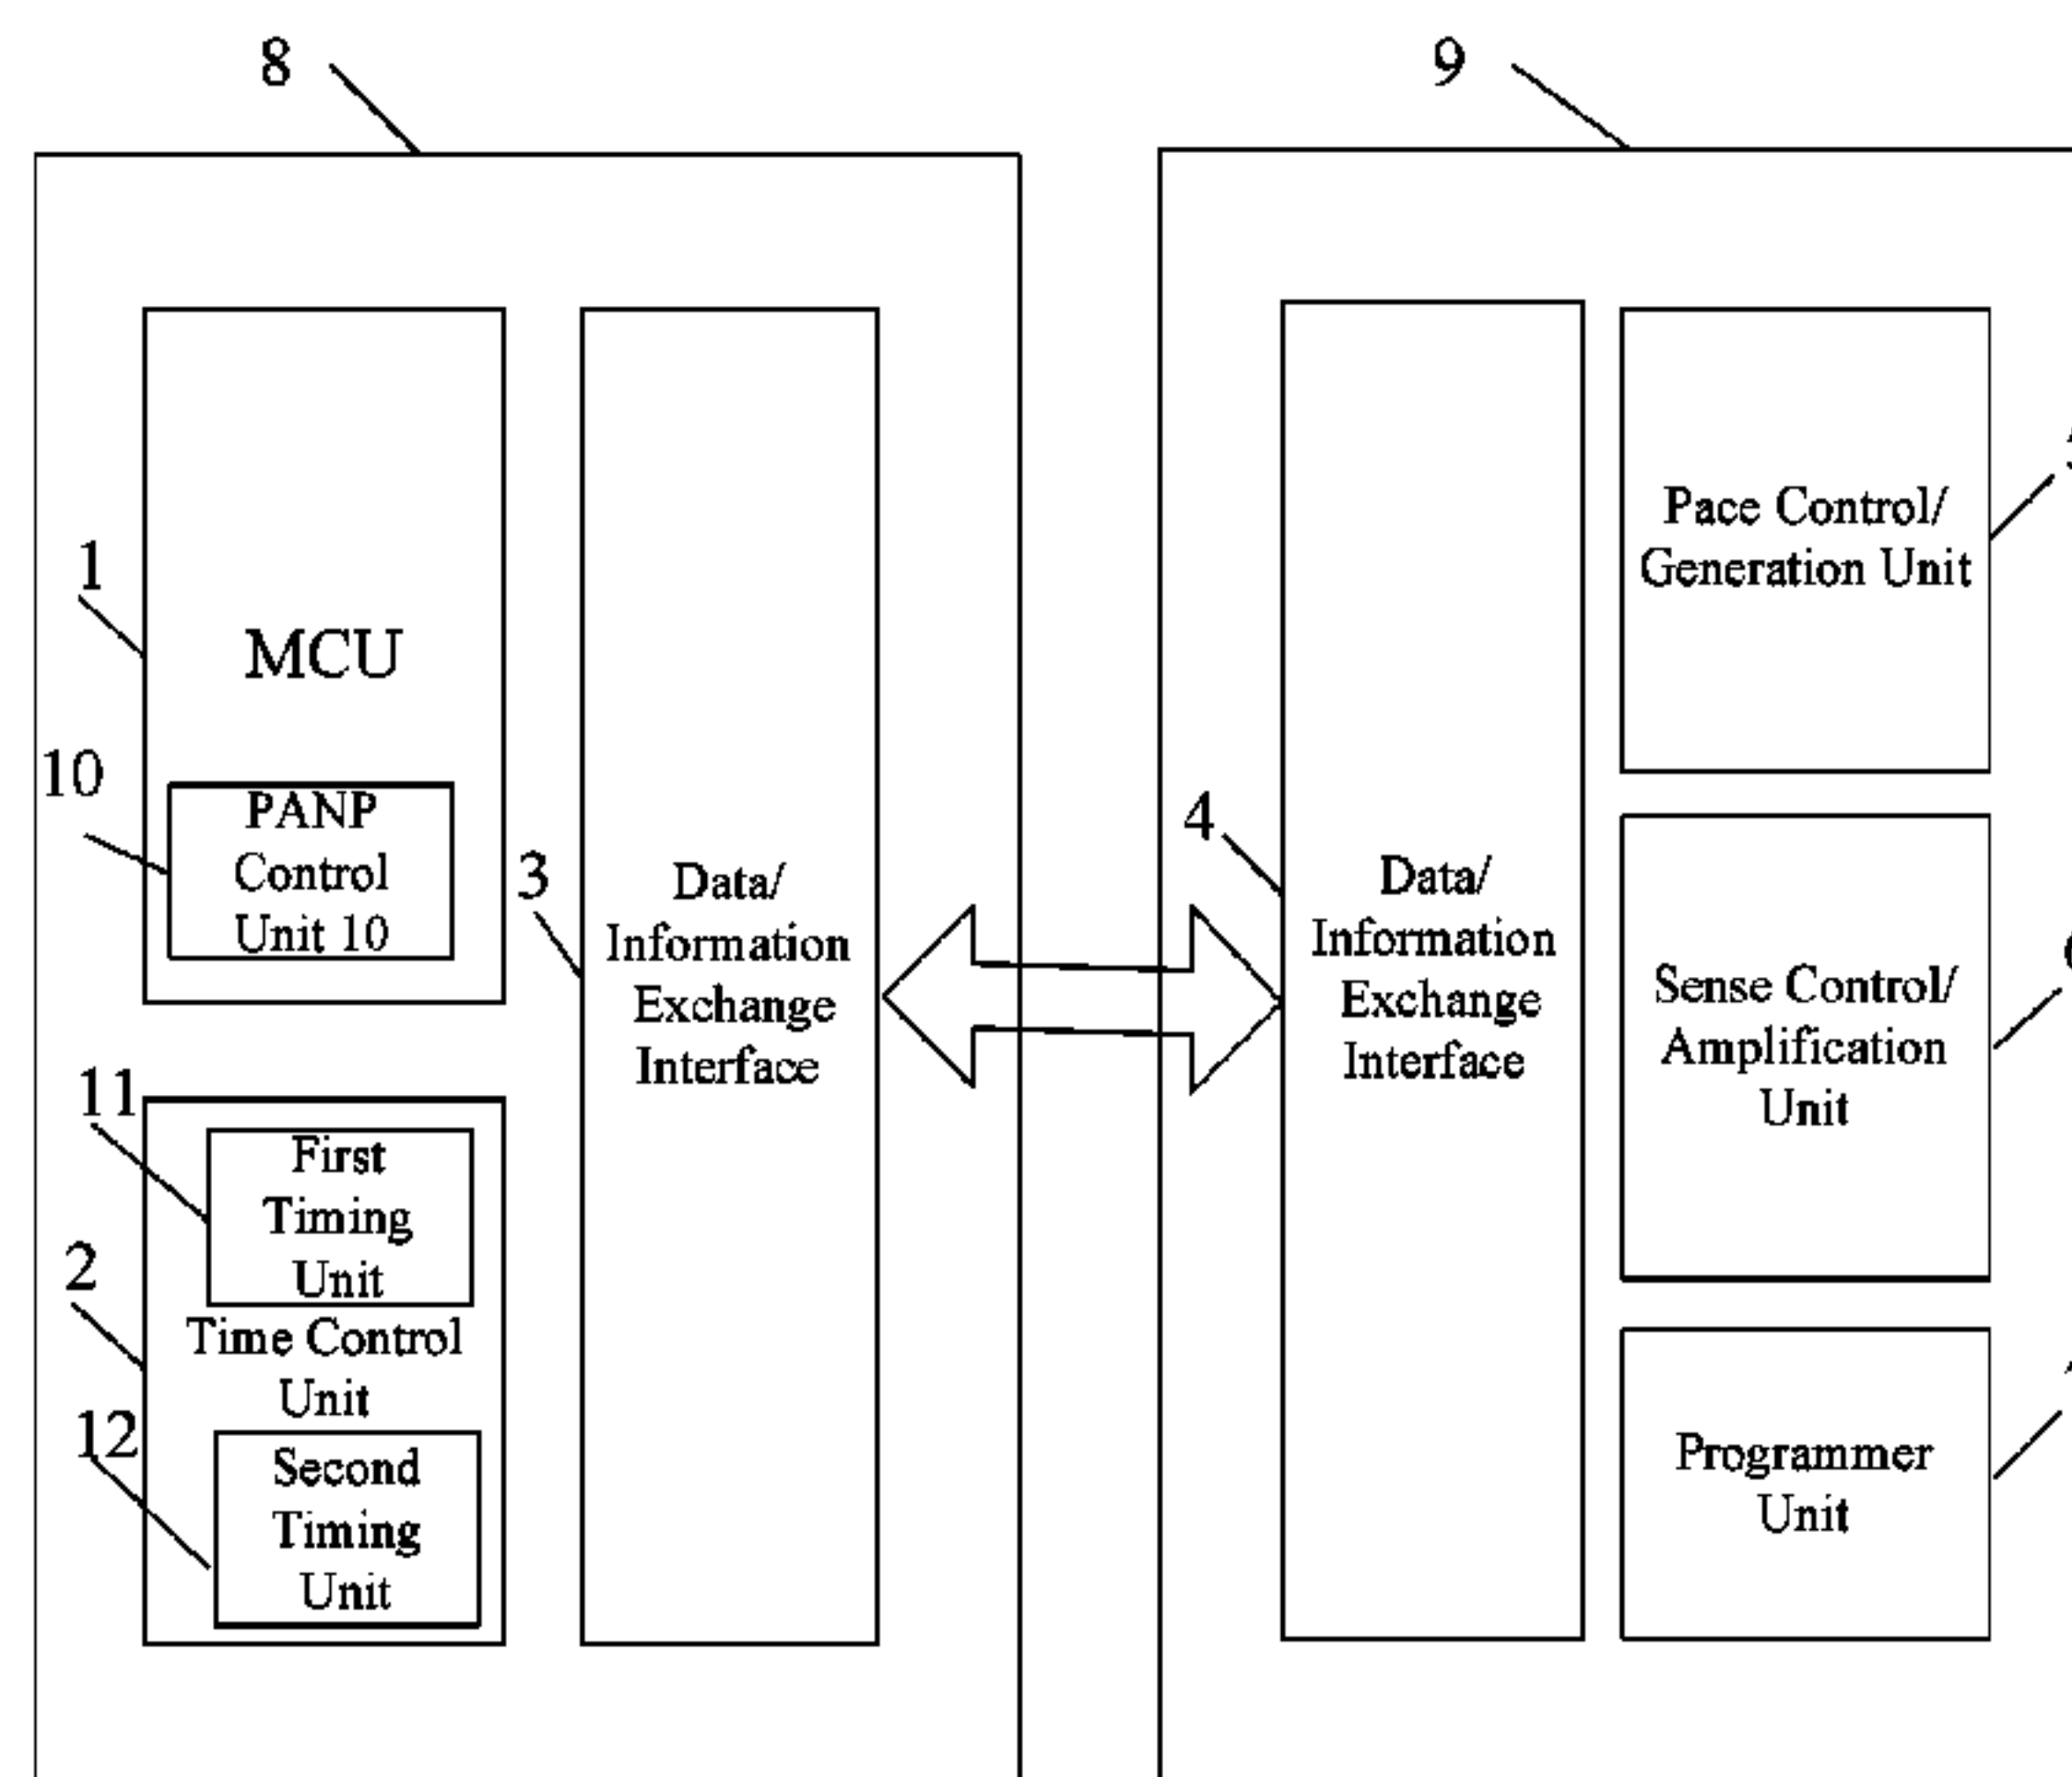 8
9
1
MCU
10
PANP
Control
Unit 10
3
Data/
Information
Exchange
Interface
11
First
Timing
Unit
2
Time Control
Unit
12
Second
Timing
Unit
4
Data/
Information
Exchange
Interface
Pace Control/
Generation Unit
Sense Control/
Amplification
Unit
Programmer
Unit